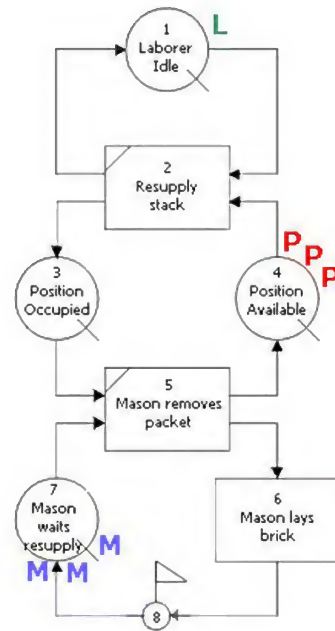 1
Laborer
Idle
L
2
Resupply
stack
P
P
P
3
Position
Occupied
4
Position
Available
5
Mason removes
packet
7
Mason
waits
resupply
M
M M
6
Mason lays
brick
8